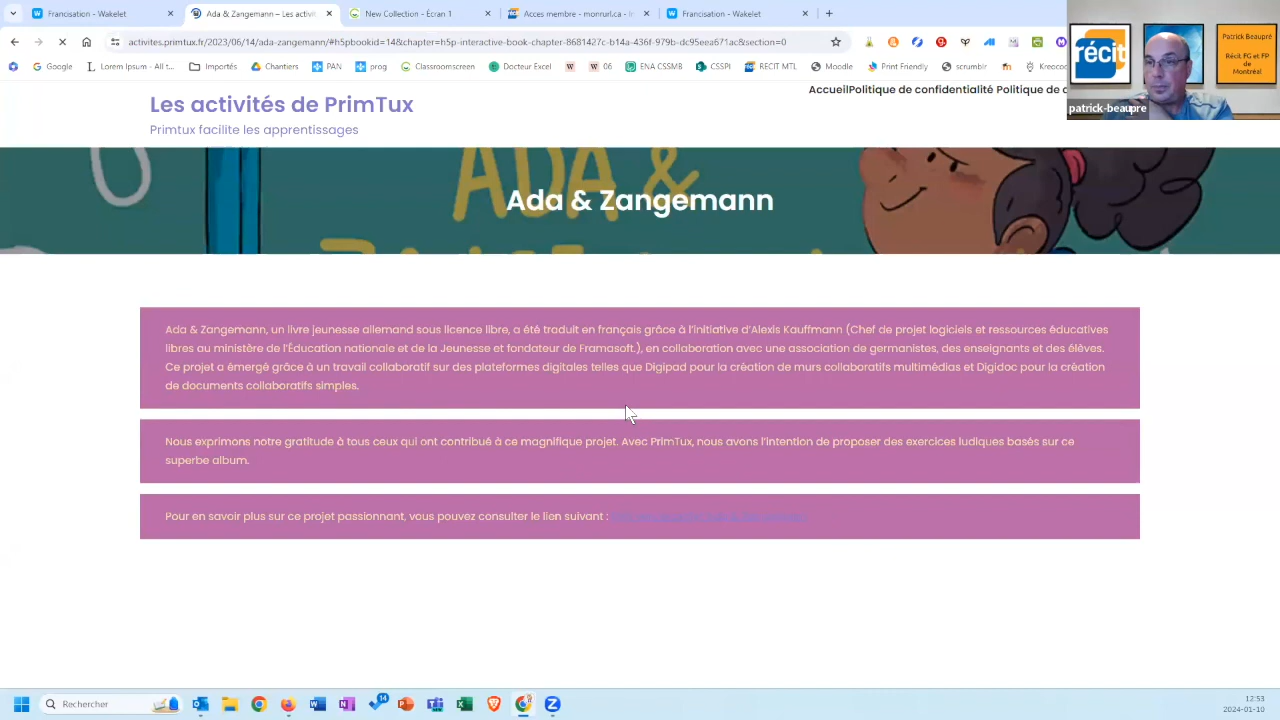 Francisation - Wakelet
Ada & Zangemann – Les activit
New Collection - Écran 1
Accès membre - monurl.ca - In
Francisation - Wakelet
activites.primtux.fr/2023/06/14/ada-zangemann/#h5pbookid=41&chapter=h5p-interactive-book-chapter-8681427c-b14a-436f-979b-dc95ea671ac8&section=0
Google
Lorem Ipsum - All t...
Importés
Chantiers
PAN
06
ENA CSSMB
CSSPI
RECIT MTL
Moodle
Print Friendly
scrumblr
Les activités de PrimTux
Primtux facilite les apprentissages
AccueilPolitique de confidentialité Politique de c
Patrick Beaupré
Récit FG et FP
de
Montréal
récit
patrick-beaupre
ADA &
Ada & Zangemann
Ada & Zangemann, un livre jeunesse allemand sous licence libre, a été traduit en français grâce à l'initiative d'Alexis Kauffmann (Chef de projet logiciels et ressources éducatives
libres au ministère de l'Éducation nationale et de la Jeunesse et fondateur de Framasoft.), en collaboration avec une association de germanistes, des enseignants et des élèves.
Ce projet a émergé grâce à un travail collaboratif sur des plateformes digitales telles que Digipad pour la création de murs collaboratifs multimédias et Digidoc pour la création
de documents collaboratifs simples.
Nous exprimons notre gratitude à tous ceux qui ont contribué à ce magnifique projet. Avec PrimTux, nous avons l'intention de proposer des exercices ludiques basés sur ce
superbe album.
Pour en savoir plus sur ce projet passionnant, vous pouvez consulter le lien suivant :
Rechercher
14
12:53
2024-01-10